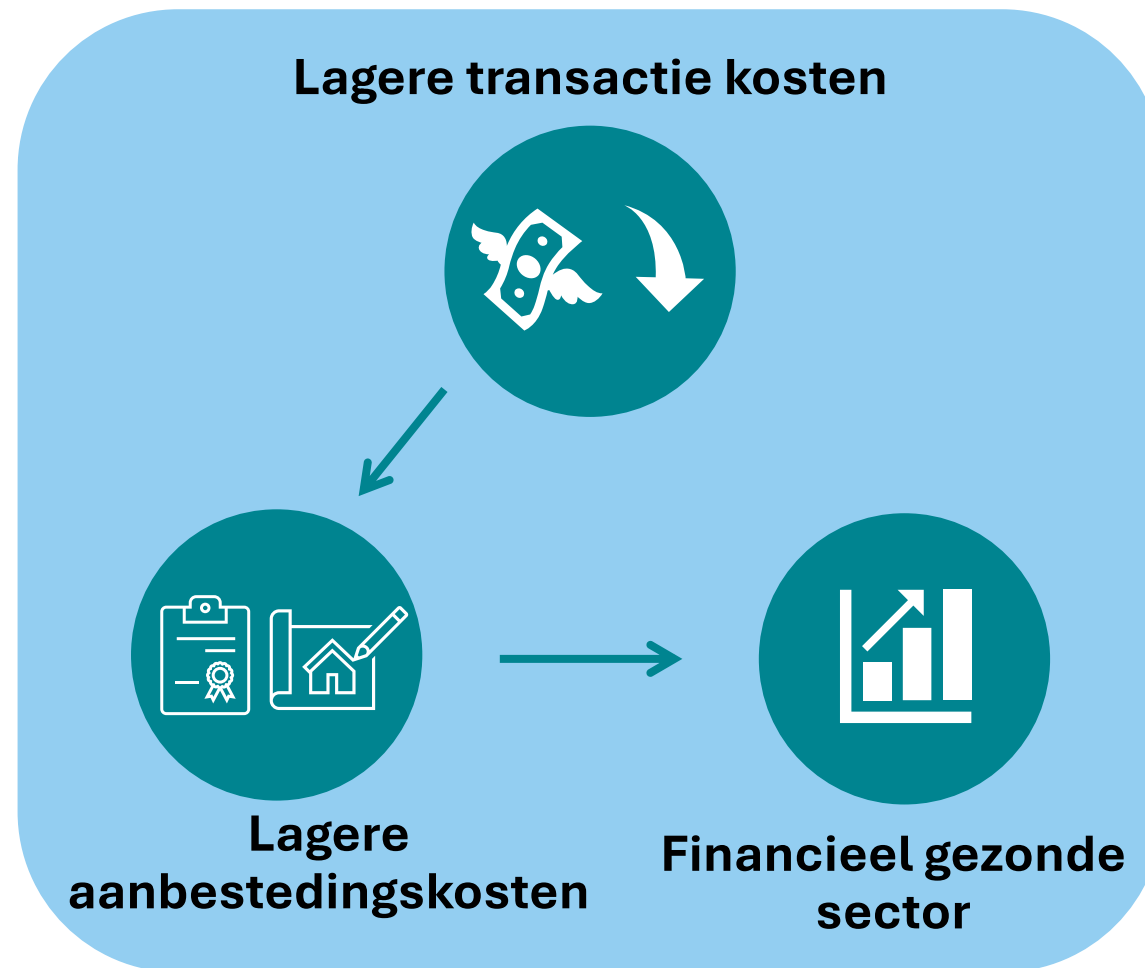 Lagere transactie kosten
Lagere
aanbestedingskosten
Financieel gezonde
sector